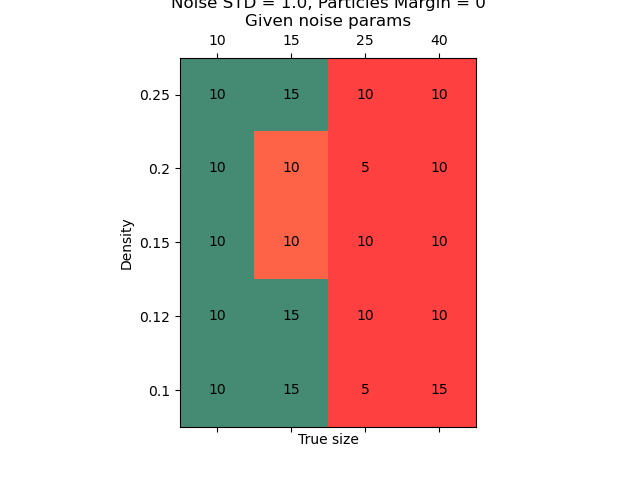 Noise STD = 1.0, Particles Margin = 0
Given noise params
10 15 25 40
0.25 10 15 10 10
0.2 10 10 5 10
0.15 10 10 10 10
0.12 10 15 10 10
0.1 10 15 5 15
Density
True size